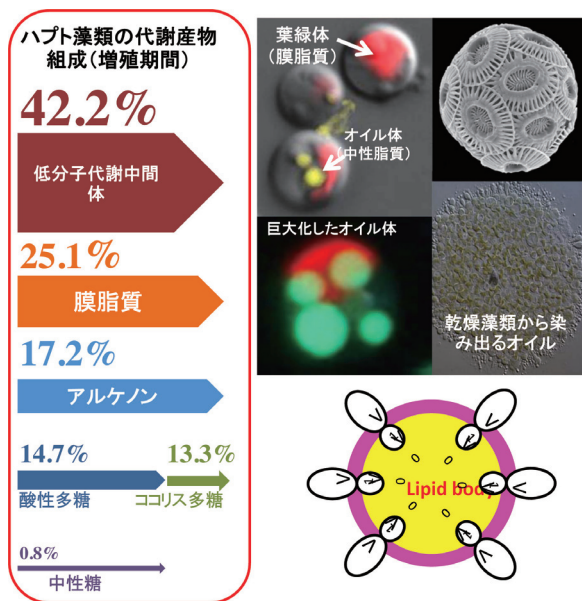 ハプト藻類の代謝産物
組成(増殖期間)
42.2%
低分子代謝中間
体
25.1%
膜脂質
17.2%
アルケノン
14.7%
13.3%
酸性多糖
ココリス多糖
0.8%
中性糖
葉緑体
(膜脂質)
オイル体
(中性脂質)
巨大化したオイル体
乾燥藻類から染
み出るオイル
Lipid body